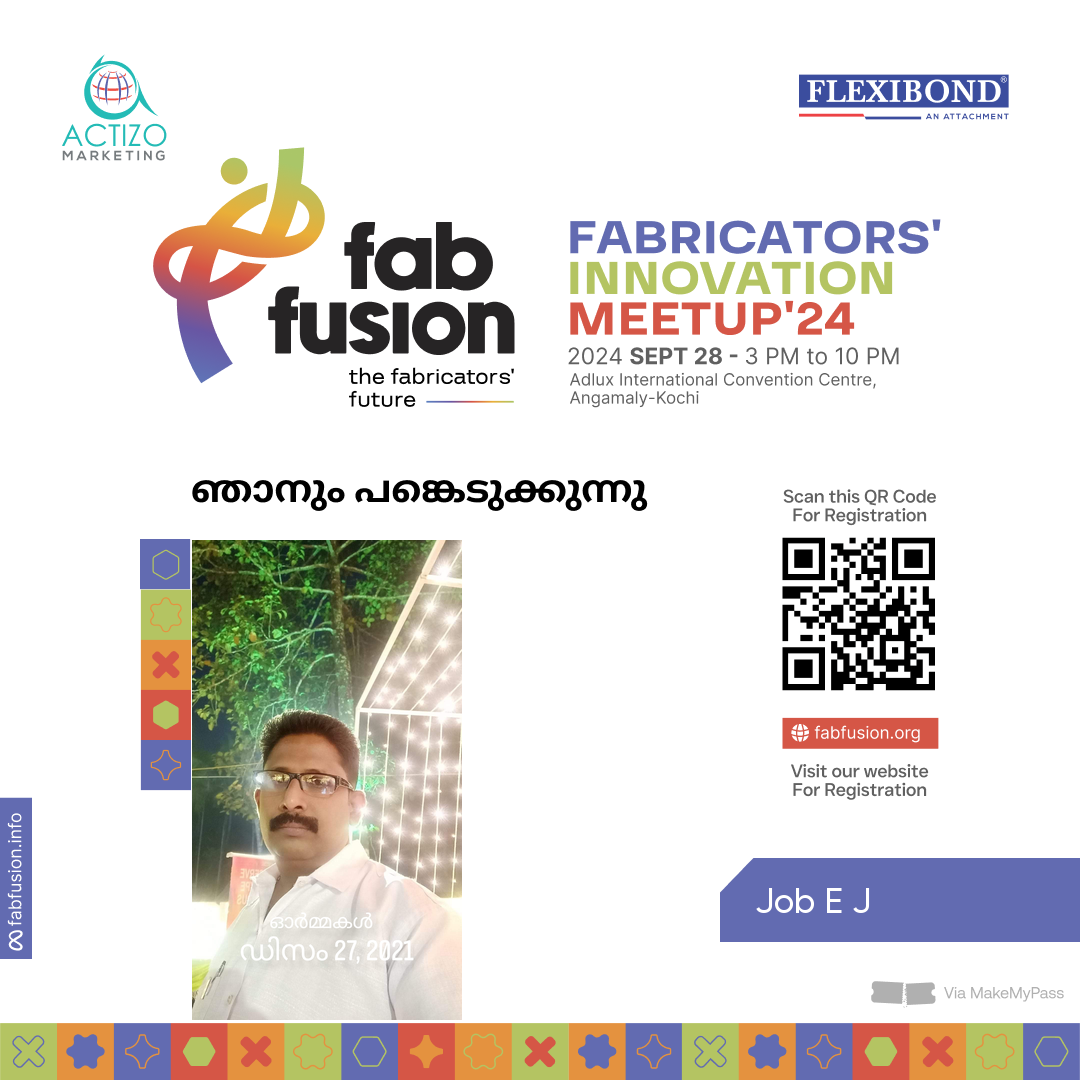 ACTIZO
MARKETING
FLEXIBOND®
AN ATTACHMENT
fab
fusion
the fabricators'
future
FABRICATORS'
INNOVATION
MEETUP'24
2024 SEPT 28 - 3 PM to 10 PM
Adlux International Convention Centre,
Angamaly-Kochi
ഞാനും പങ്കെടുക്കുന്നു
Scan this QR Code
For Registration
fabfusion.org
Visit our website
For Registration
ഓർമ്മകൾ
ഡിസം 27, 2021
fabfusion.info
Job E J
Via MakeMyPass